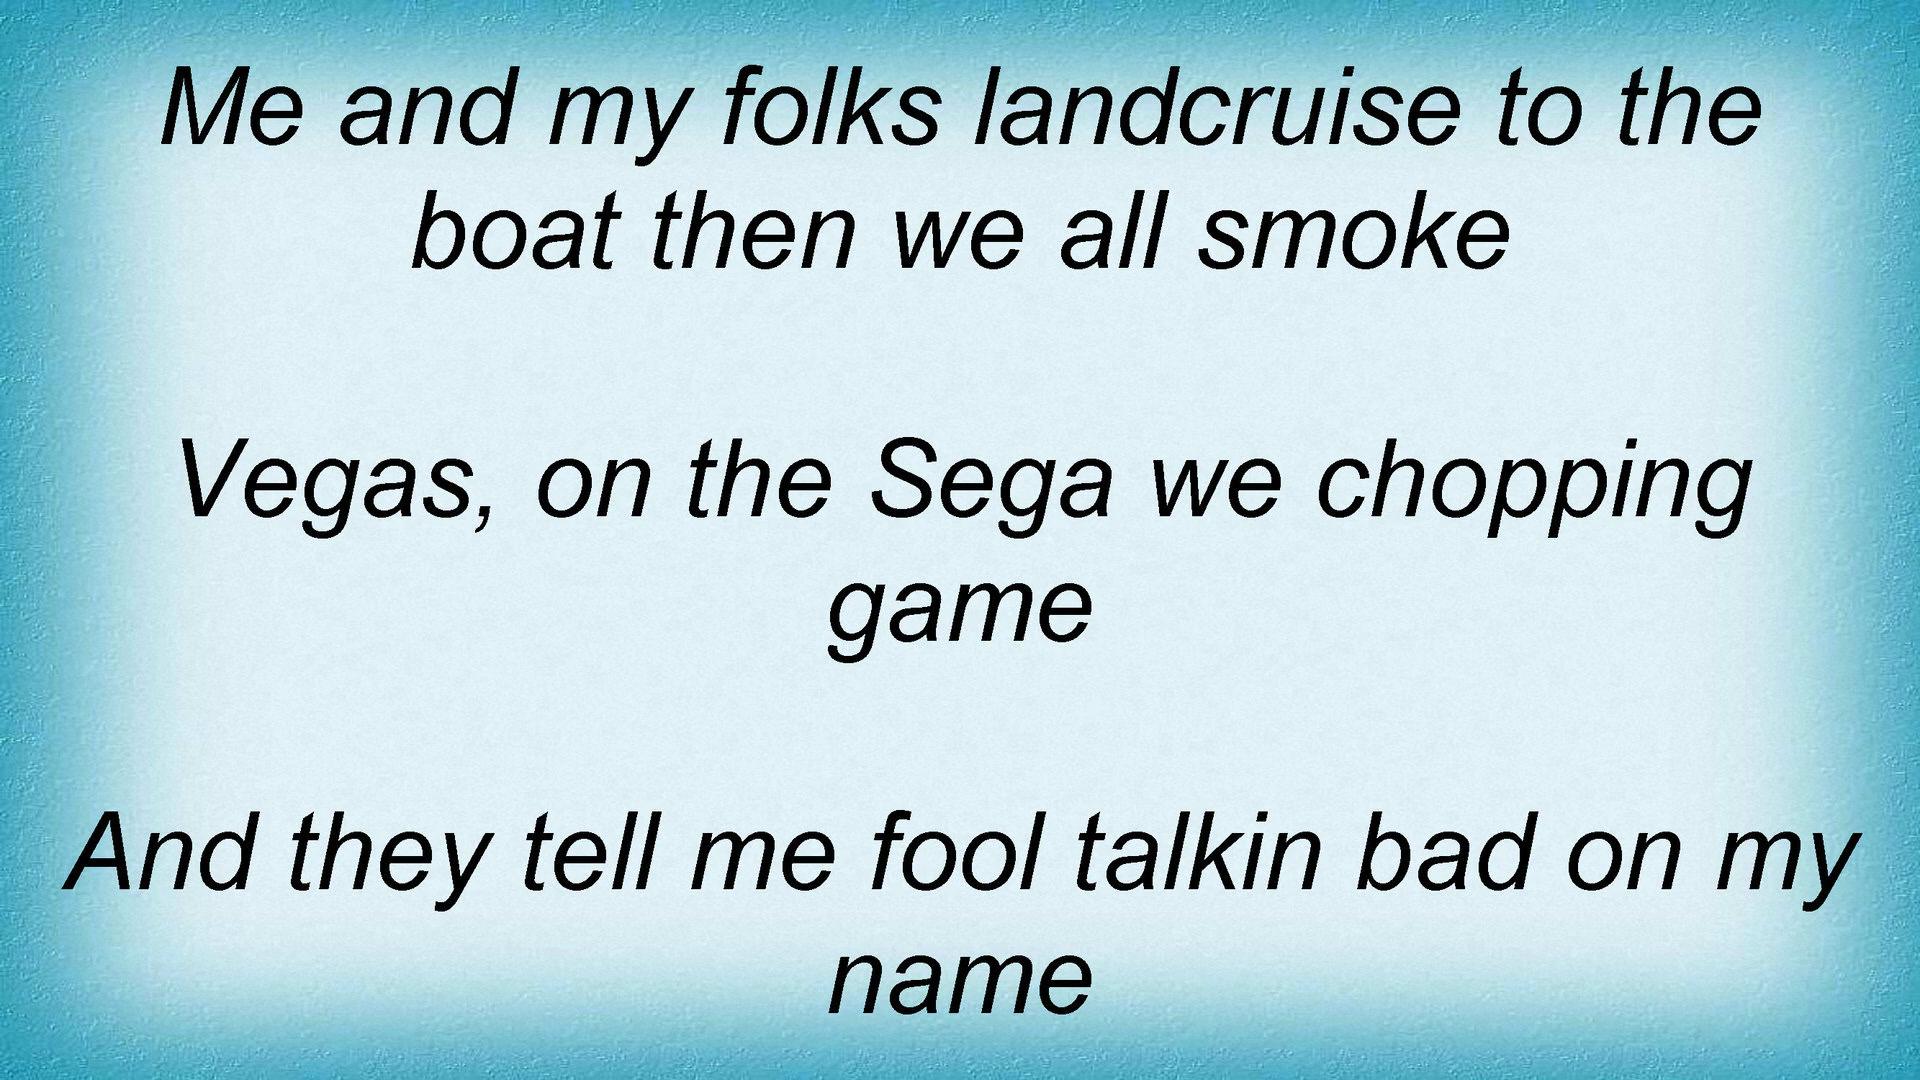 Me and my folks landcruise to the
boat then we all smoke
Vegas, on the Sega we chopping
game
And they tell me fool talkin bad on my
name